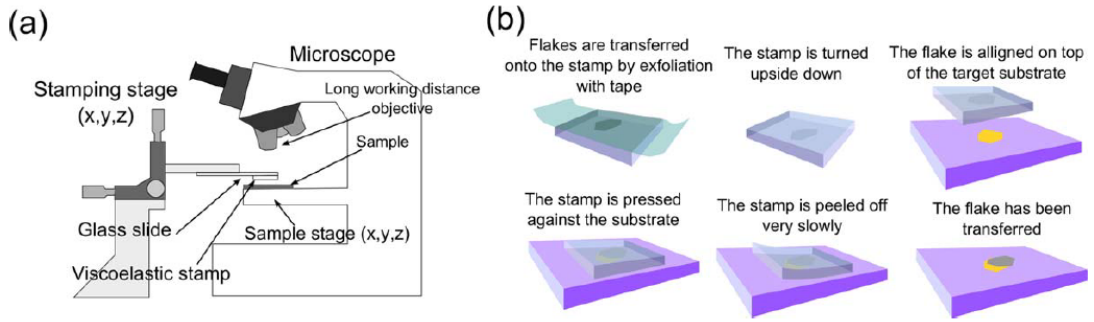 (a)
Microscope
Long working distance
objective
Stamping stage
(x,y,z)
Sample
Glass slide
Sample stage (x,y,z)
Viscoelastic stamp
(b)
Flakes are transferred
onto the stamp by exfoliation
with tape
The stamp is turned
upside down
The flake is alligned on top
of the target substrate
The stamp is pressed
against the substrate
The stamp is peeled off
very slowly
The flake has been
transferred